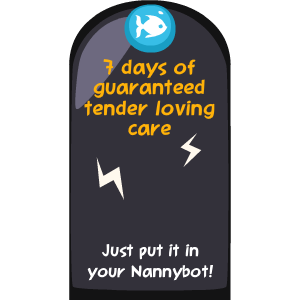 7 days of
guaranteed
tender loving
care
Just put it in
your Nannybot!